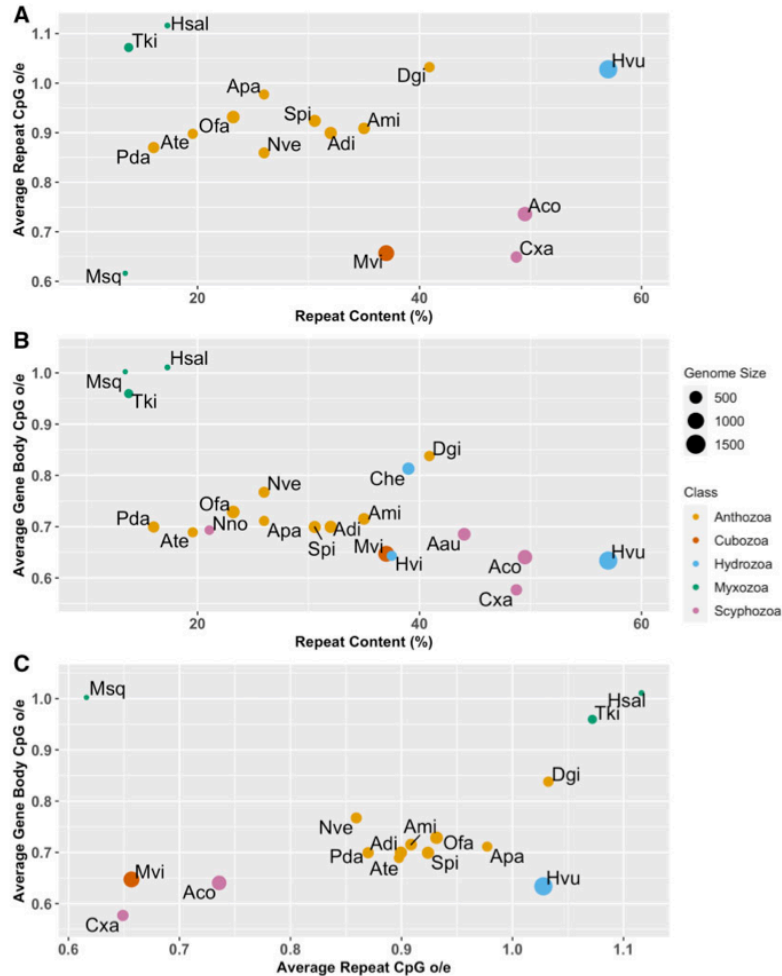 A
Average Repeat CpG o/e
1.1
1.0
0.9
0.8
0.7
0.6
Hsal
Tki
Apa
Dgi
Hvu
Ofa
Spi
Ami
Ate
Adi
Pda
Nve
Aco
Cxa
Mvi
Msq
20
40
60
Repeat Content (%)
B
Average Gene Body CpG o/e
1.0
0.9
0.8
0.7
0.6
Hsal
Msq
Tki
Dgi
Che
Nve
Ofa
Pda
Nno
Ami
Ate
Apa
Adi
Spi
Aau
Mvi
Hvi
Aco
Hvu
Cxa
20
40
60
Repeat Content (%)
Genome Size
500
1000
1500
Class
Anthozoa
Cubozoa
Hydrozoa
Myxozoa
Scyphozoa
C
Average Gene Body CpG o/e
1.0
0.9
0.8
0.7
0.6
Msq
Hsal
Tki
Dgi
Nve
Ami
Adi
Ofa
Pda
Spi
Apa
Ate
Mvi
Aco
Hvu
Cxa
0.6
0.7
0.8
0.9
1.0
1.1
Average Repeat CpG o/e